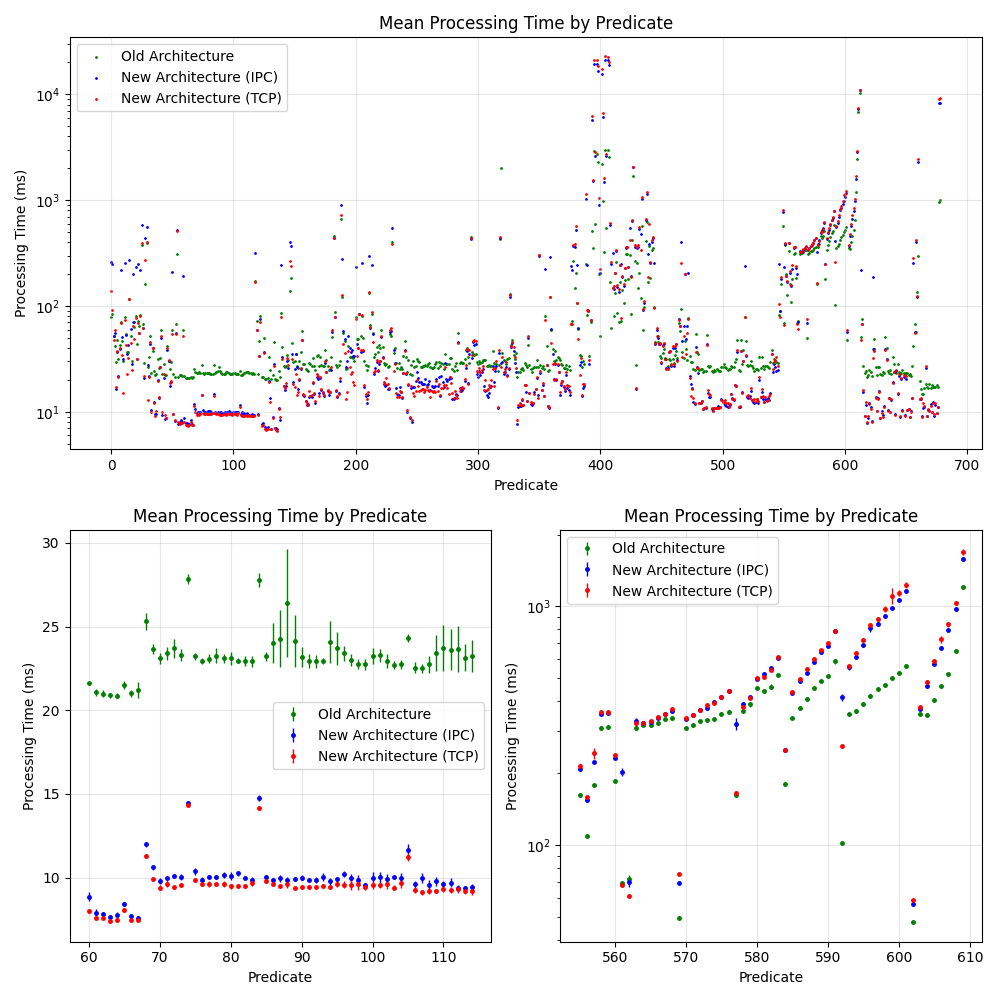 Mean Processing Time by Predicate
Old Architecture
New Architecture (IPC)
New Architecture (TCP)
Processing Time (ms)
10⁴
10³
10²
10¹
0 100 200 300 400 500 600 700
Predicate
Mean Processing Time by Predicate
Old Architecture
New Architecture (IPC)
New Architecture (TCP)
Processing Time (ms)
30
25
20
15
10
60 70 80 90 100 110
Predicate
Mean Processing Time by Predicate
Old Architecture
New Architecture (IPC)
New Architecture (TCP)
Processing Time (ms)
10³
10²
560 570 580 590 600 610
Predicate